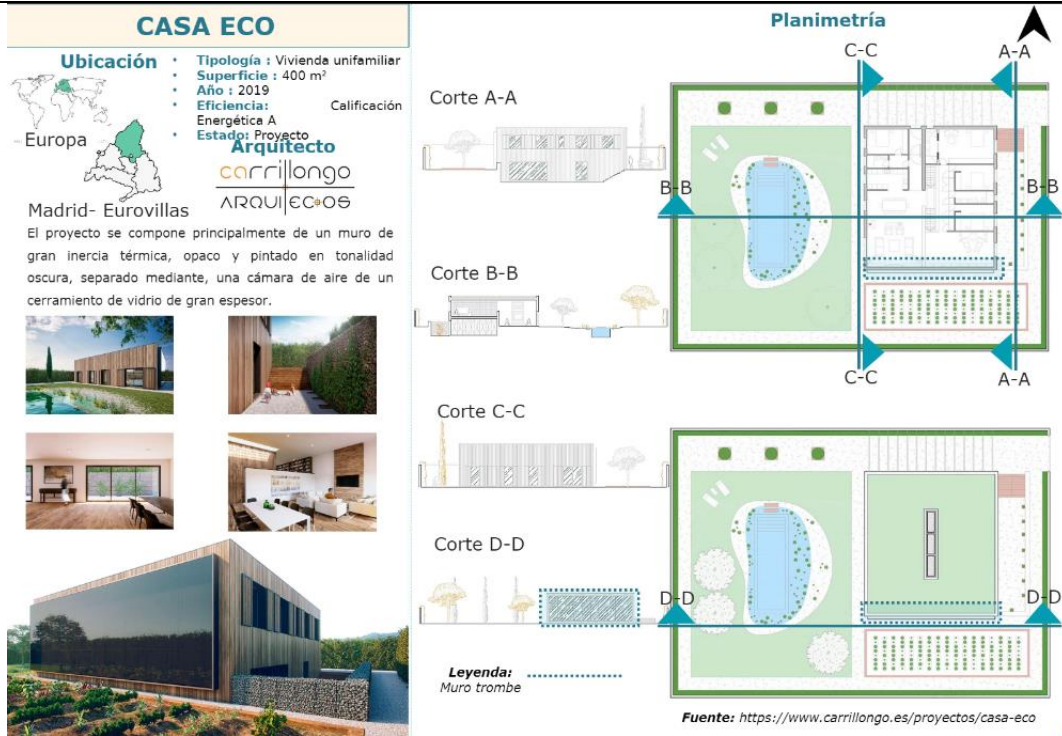 CASA ECO
Ubicación
Europa
Madrid- Eurovillas
• Tipología : Vivienda unifamiliar
• Superficie : 400 m²
• Año : 2019
• Eficiencia: Calificación
Energética A
• Estado: Proyecto
Arquitecto
carrillongo
ARQUITECTOS
El proyecto se compone principalmente de un muro de
gran inercia térmica, opaco y pintado en tonalidad
oscura, separado mediante, una cámara de aire de un
cerramiento de vidrio de gran espesor.
Planimetría
Corte A-A
Corte B-B
Corte C-C
Corte D-D
C-C
A-A
B-B
B-B
C-C
A-A
D-D
D-D
Leyenda:
Muro trombe
Fuente: https://www.carrillongo.es/proyectos/casa-eco